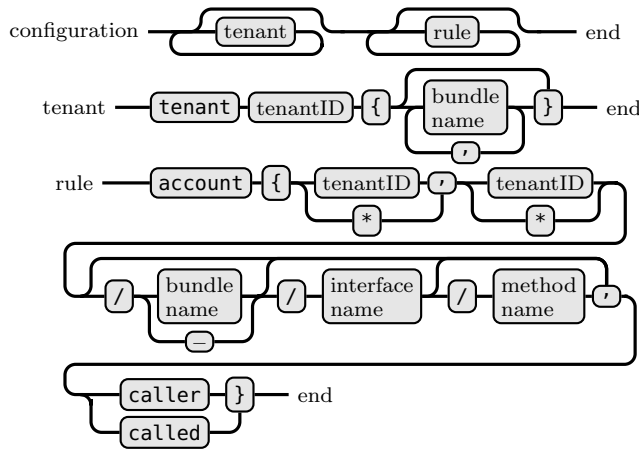 configuration tenant rule end
tenant tenant tenantID { bundle name } end
,
rule account { tenantID , tenantID
* *
/ bundle name / interface name / method name ,
–
caller } end
called